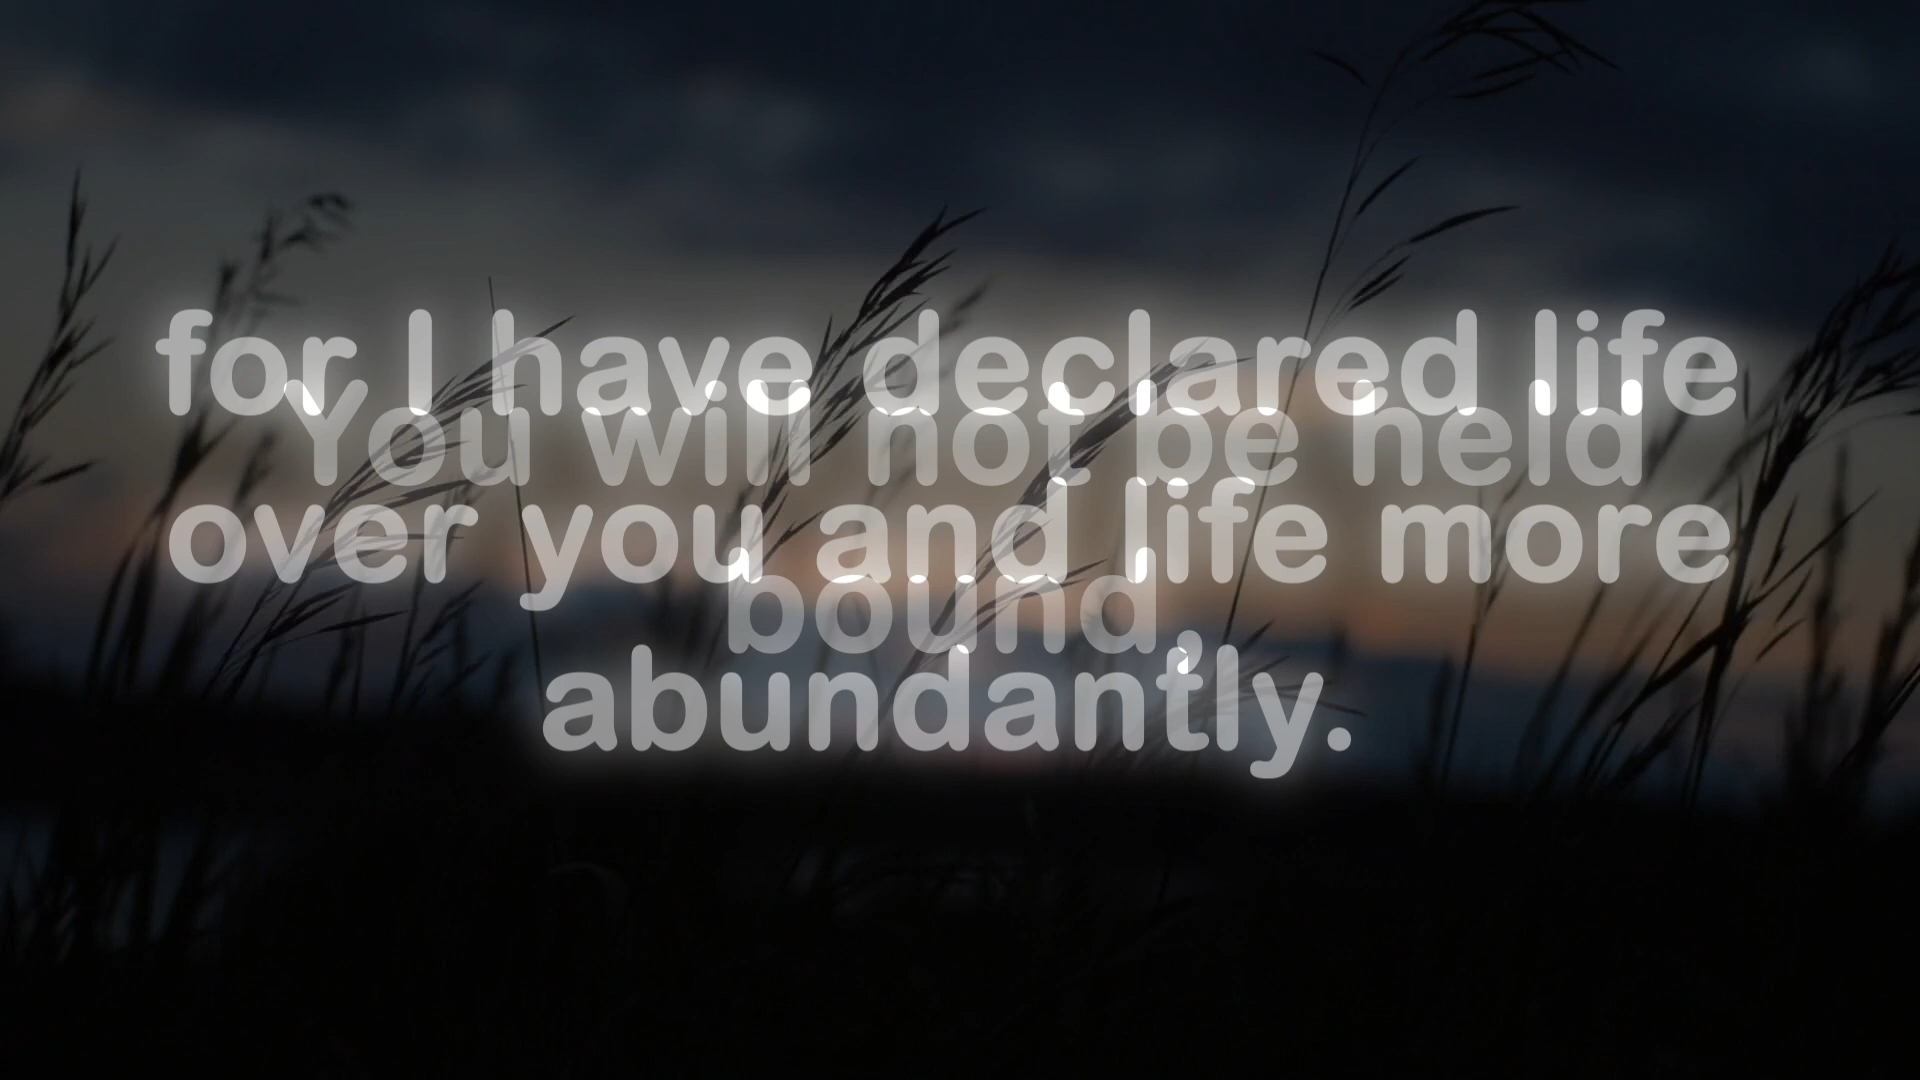 You will not be held
bound,
for I have declared life
over you and life more
abundantly.